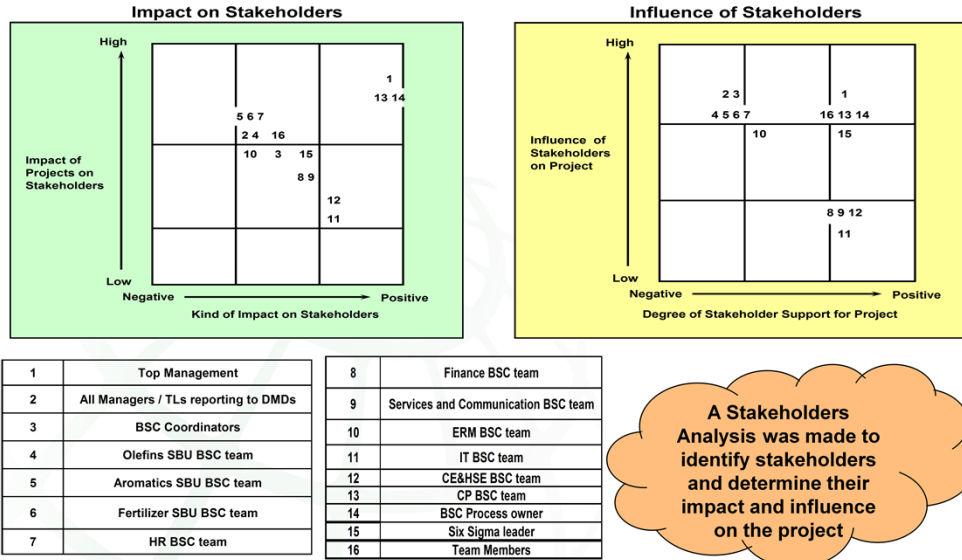 Impact on Stakeholders
High
1
13 14
5 6 7
2 4 16
10 3 15
8 9
12
11
Impact of
Projects on
Stakeholders
Low
Negative
Positive
Kind of Impact on Stakeholders
Influence of Stakeholders
High
2 3 1
4 5 6 7 16 13 14
10 15
8 9 12
11
Influence of
Stakeholders
on Project
Low
Negative
Positive
Degree of Stakeholder Support for Project
1 Top Management
2 All Managers / TLs reporting to DMDs
3 BSC Coordinators
4 Olefins SBU BSC team
5 Aromatics SBU BSC team
6 Fertilizer SBU BSC team
7 HR BSC team
8 Finance BSC team
9 Services and Communication BSC team
10 ERM BSC team
11 IT BSC team
12 CE&HSE BSC team
13 CP BSC team
14 BSC Process owner
15 Six Sigma leader
16 Team Members
A Stakeholders
Analysis was made to
identify stakeholders
and determine their
impact and influence
on the project